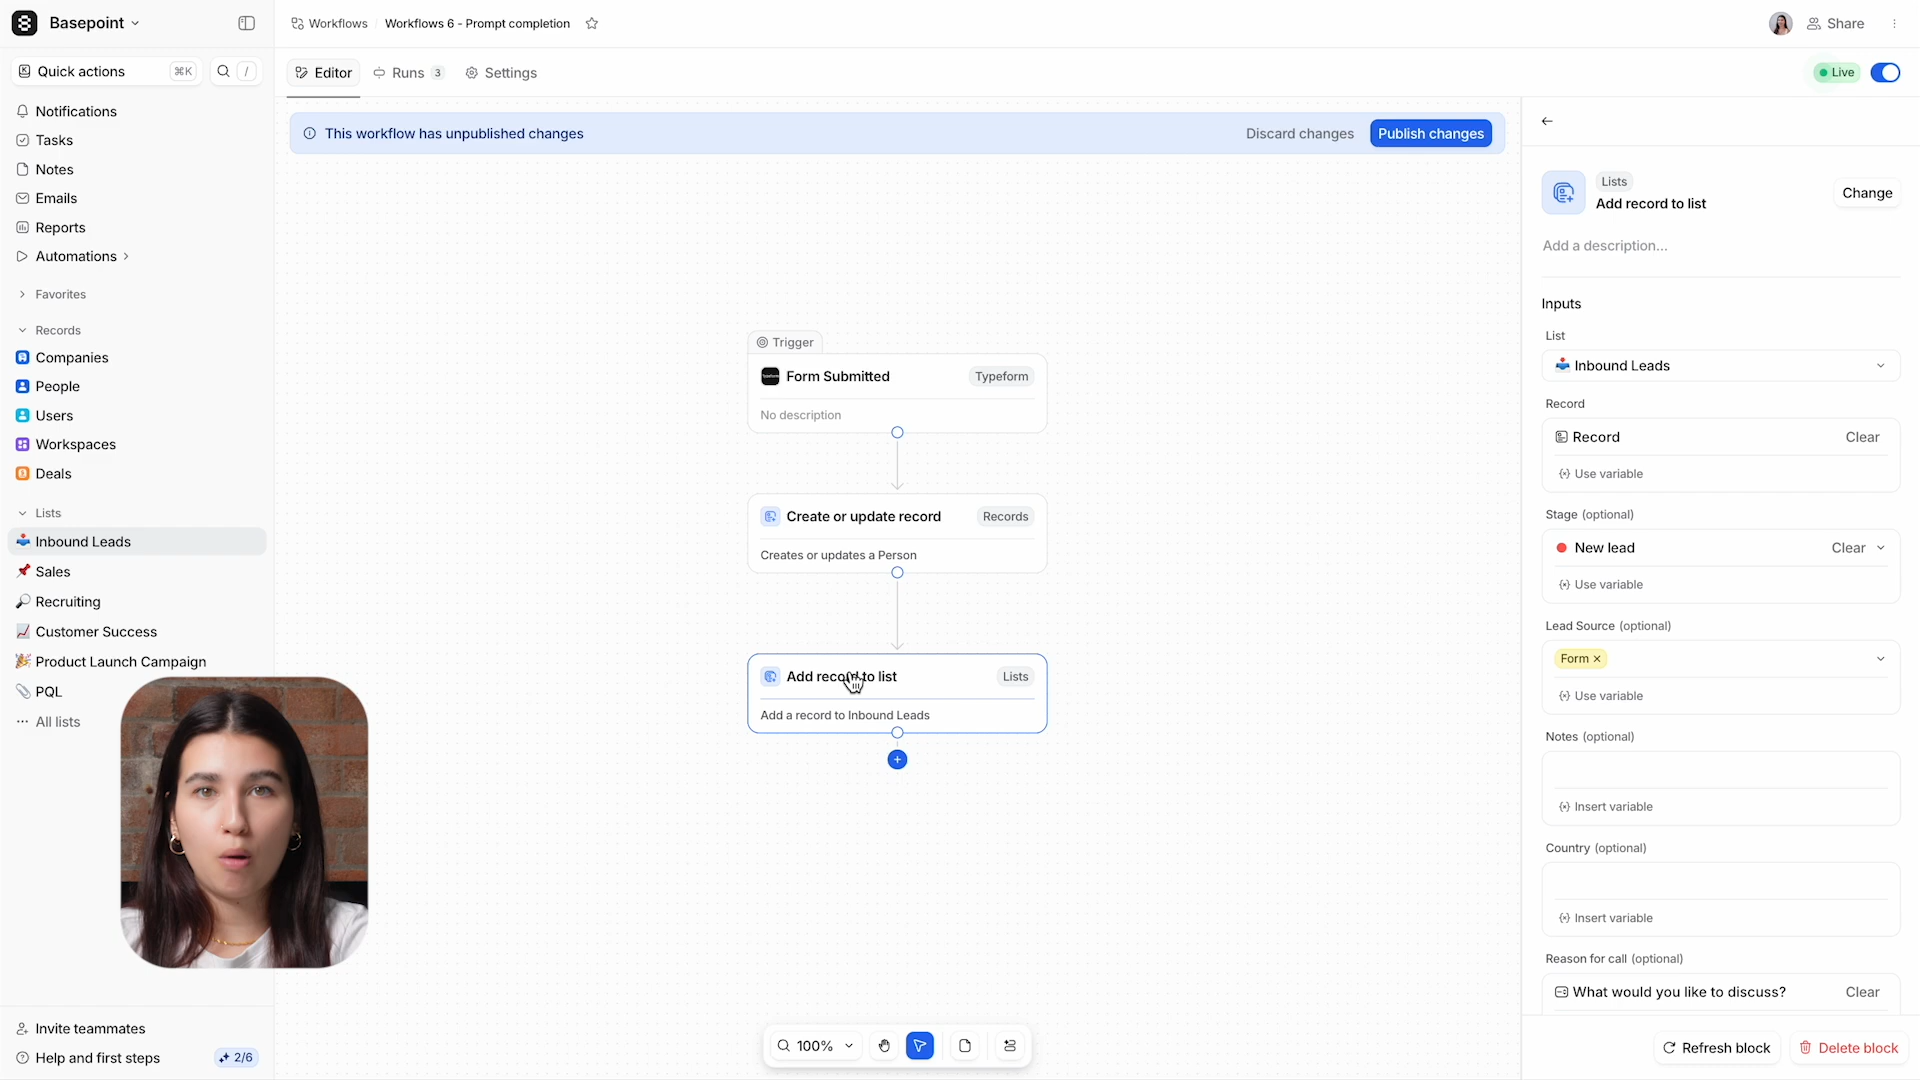 Basepoint
Workflows / Workflows 6 - Prompt completion
Share
Quick actions ⌘K /
Editor
Runs 3
Settings
Live
Notifications
Tasks
Notes
Emails
Reports
Automations
Favorites
Records
Companies
People
Users
Workspaces
Deals
Lists
Inbound Leads
Sales
Recruiting
Customer Success
Product Launch Campaign
PQL
All lists
Invite teammates
Help and first steps 2/6
This workflow has unpublished changes
Discard changes
Publish changes
Trigger
Form Submitted Typeform
No description
Create or update record Records
Creates or updates a Person
Add record to list Lists
Add a record to Inbound Leads
100%
Lists
Add record to list
Change
Add a description...
Inputs
List
Inbound Leads
Record
Record Clear
Use variable
Stage (optional)
New lead Clear
Use variable
Lead Source (optional)
Form
Use variable
Notes (optional)
Insert variable
Country (optional)
Insert variable
Reason for call (optional)
What would you like to discuss? Clear
Refresh block
Delete block